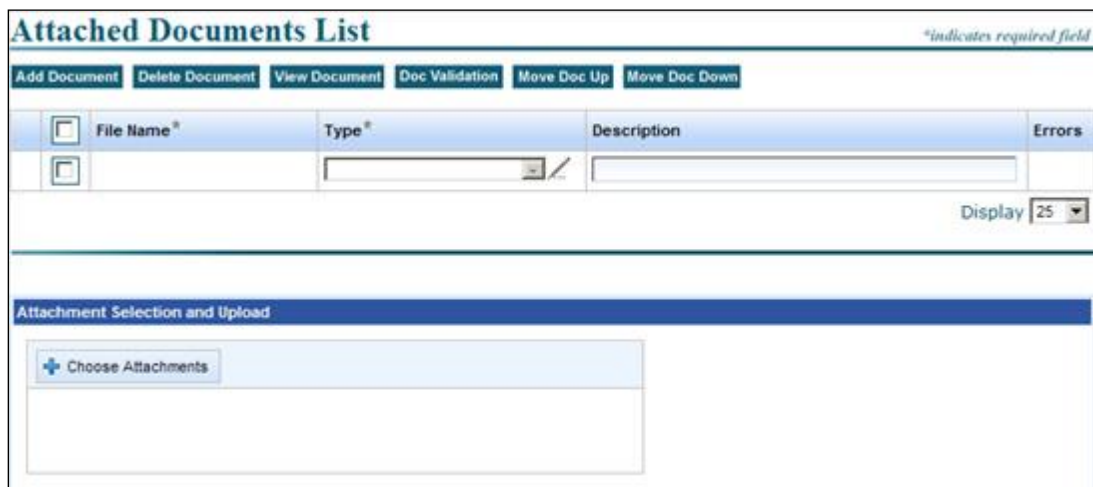 Attached Documents List
*indicates required field
Add Document Delete Document View Document Doc Validation Move Doc Up Move Doc Down
File Name* Type* Description Errors
Display 25
Attachment Selection and Upload
Choose Attachments